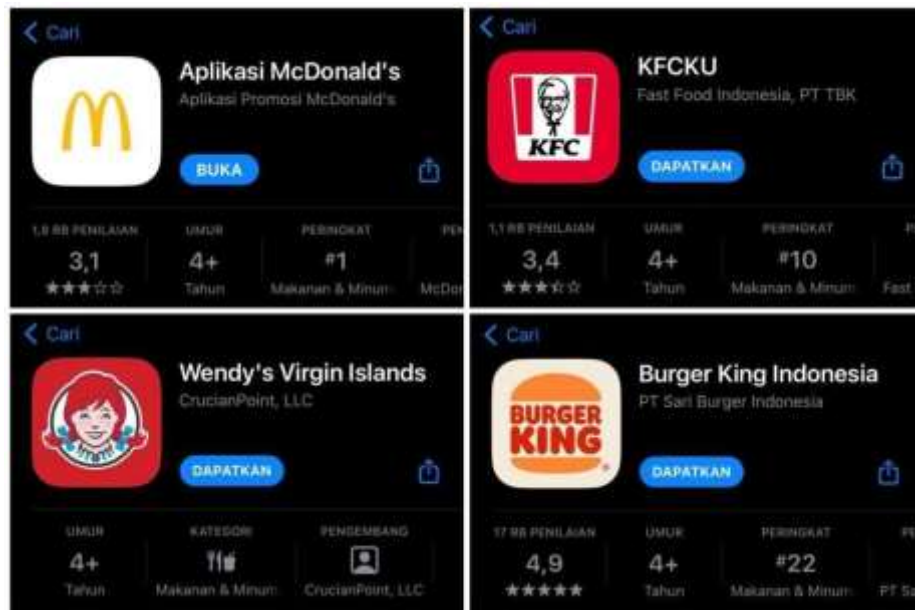 Cari
Aplikasi McDonald's
Aplikasi Promosi McDonald's
BUKA
1,8 RB PENILAIAN UMUR PERINGKAT
3,1 4+ #1
Tahun Makanan & Minum
Cari
KFCKU
Fast Food Indonesia, PT TBK
KFC
DAPATKAN
1,1 RB PENILAIAN UMUR PERINGKAT
3,4 4+ #10
Tahun Makanan & Minum Fast
Cari
Wendy's Virgin Islands
CrucianPoint, LLC
DAPATKAN
UMUR KATEGORI PENGEMBANG
4+
Tahun Makanan & Minum CrucianPoint, LLC
Cari
Burger King Indonesia
PT Sari Burger Indonesia
BURGER
KING
DAPATKAN
17 RB PENILAIAN UMUR PERINGKAT
4,9 4+ #22
Tahun Makanan & Minum PT S